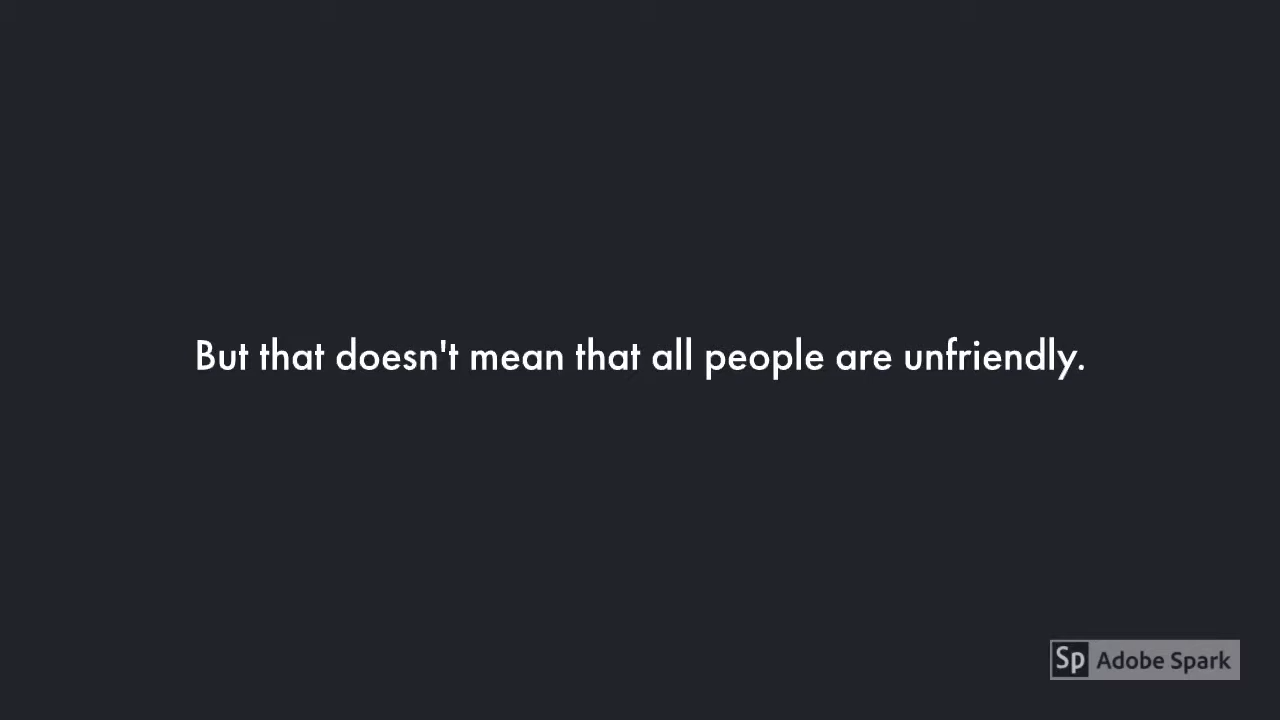 But that doesn't mean that all people are unfriendly.
Sp Adobe Spark